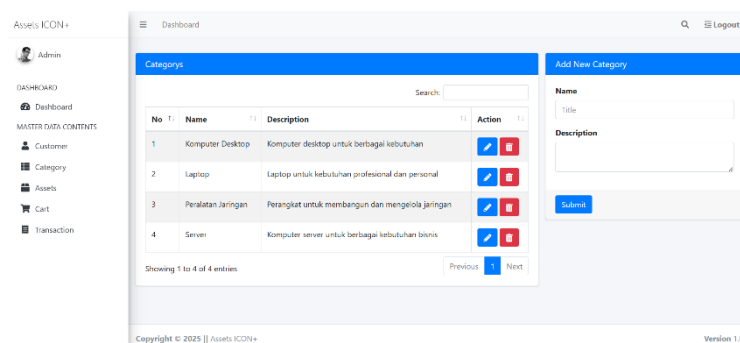 Assets ICON+
Dashboard
Logout
Admin
DASHBOARD
Dashboard
MASTER DATA CONTENTS
Customer
Category
Assets
Cart
Transaction
Categorys
Search:
No Name Description Action
1 Komputer Desktop Komputer desktop untuk berbagai kebutuhan
2 Laptop Laptop untuk kebutuhan profesional dan personal
3 Peralatan Jaringan Perangkat untuk membangun dan mengelola jaringan
4 Server Komputer server untuk berbagai kebutuhan bisnis
Showing 1 to 4 of 4 entries
Previous 1 Next
Add New Category
Name
Title
Description
Submit
Copyright © 2025 || Assets ICON+
Version 1.